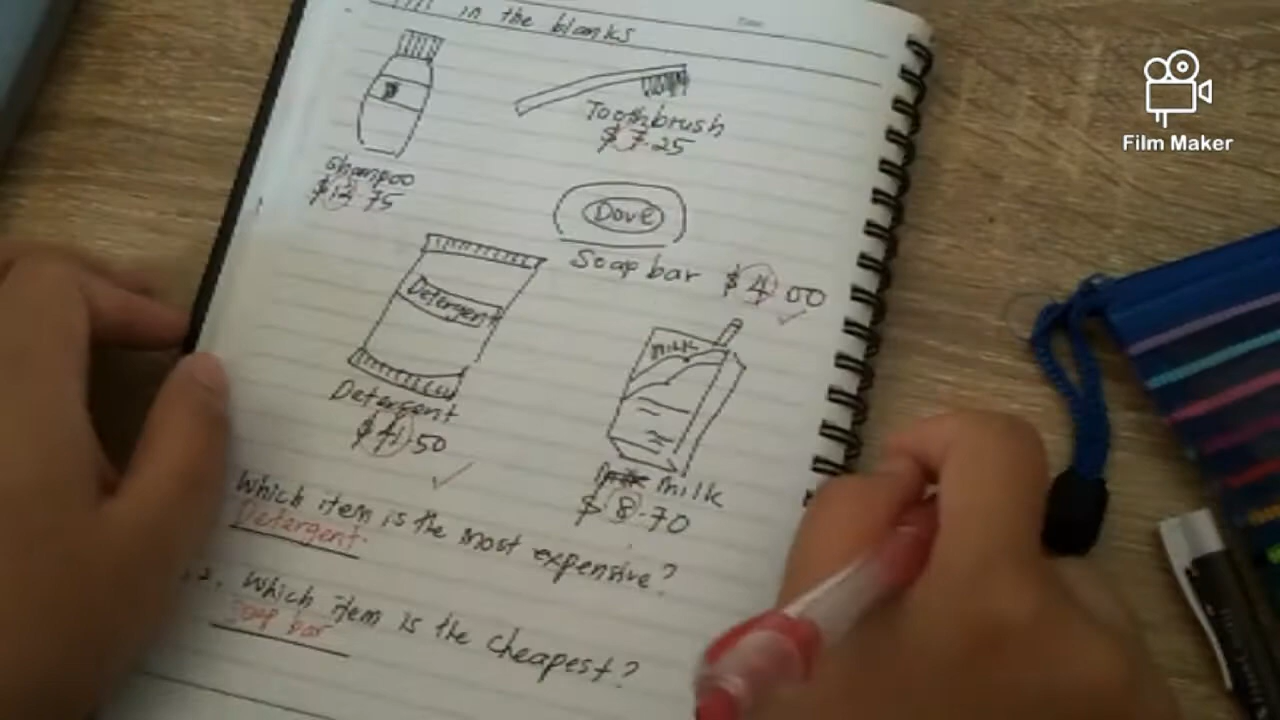 in the blanks
Toothbrush
$7.25
Shampoo
$12.75
Dove
Soap bar $4.00
Detergent
Detergent
$41.50
MILK
milk
$8.70
Which item is the most expensive?
Detergent.
2. Which item is the cheapest?
Soap bar
Film Maker